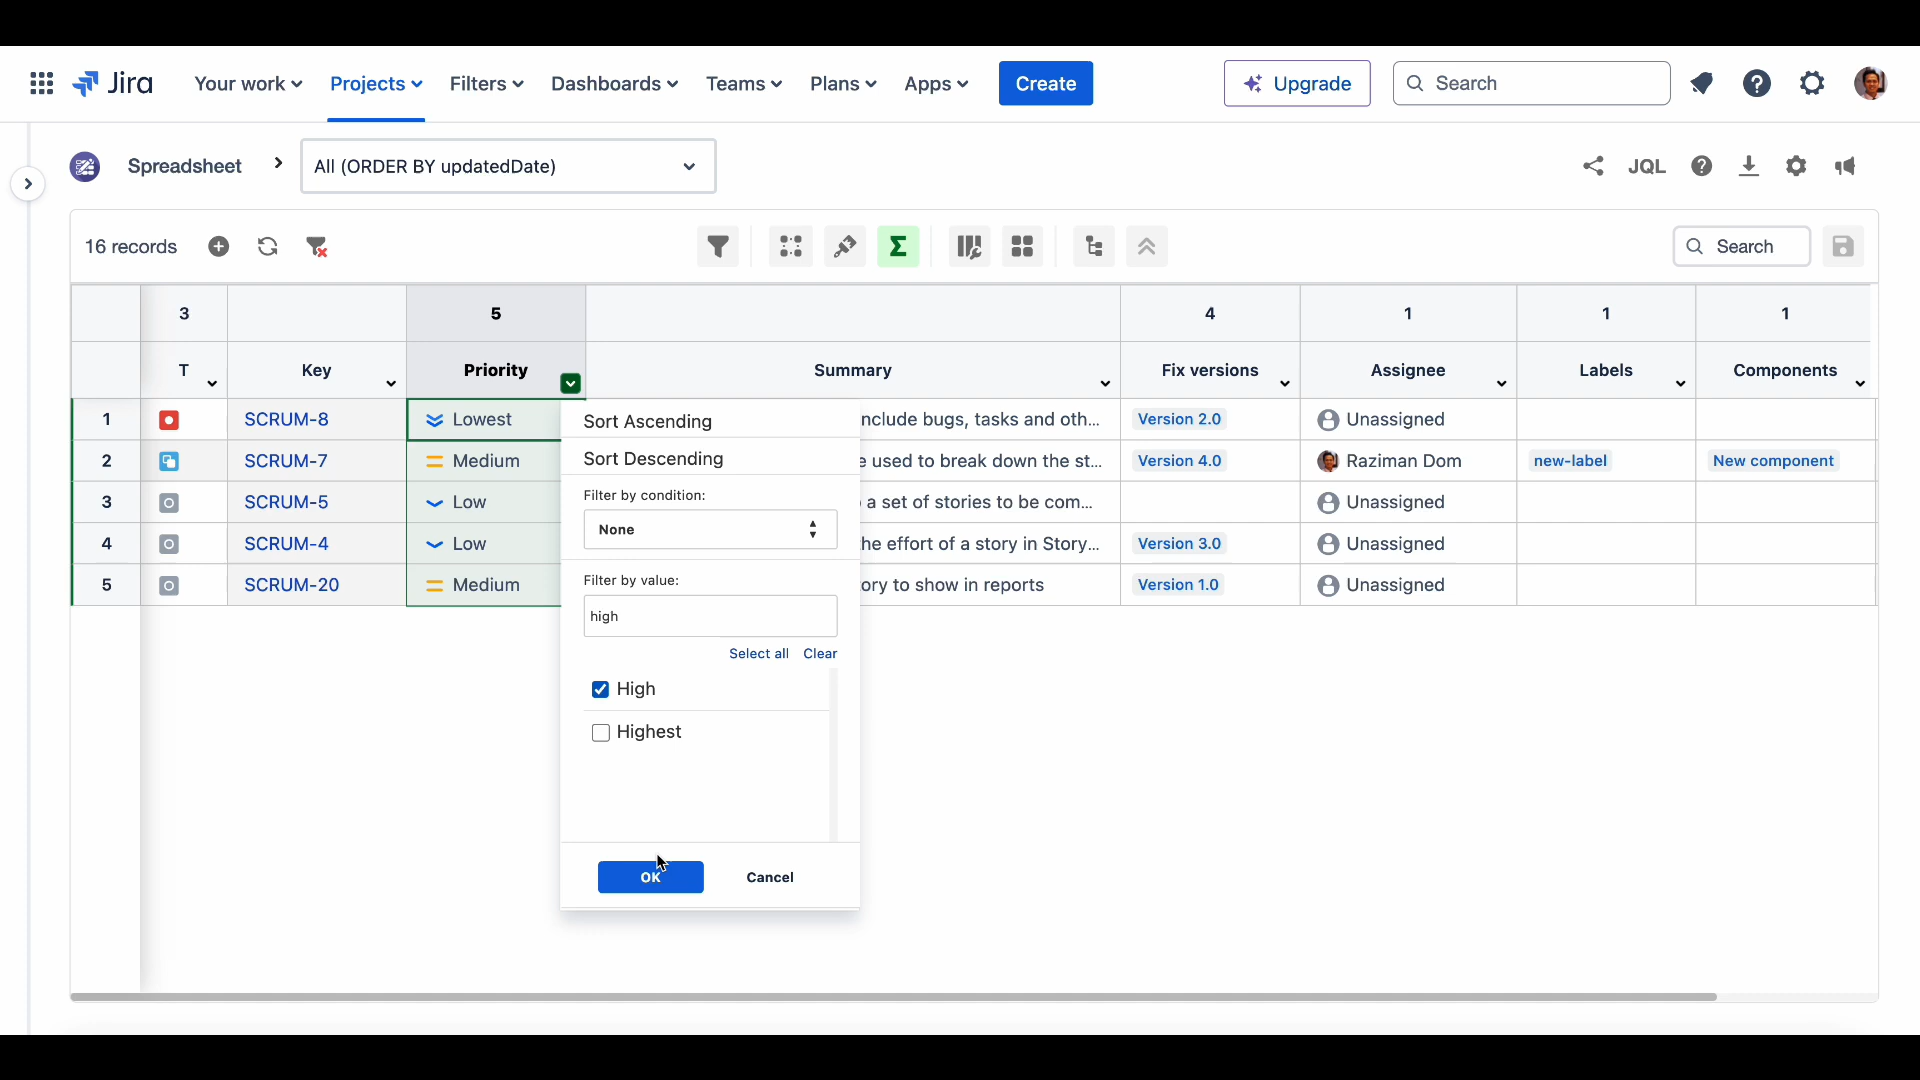 Jira Your work Projects Filters Dashboards Teams Plans Apps Create Upgrade Search
Spreadsheet All (ORDER BY updatedDate) JQL
16 records Search
3 5 4 1 1 1
T Key Priority Summary Fix versions Assignee Labels Components
1 SCRUM-8 Lowest nclude bugs, tasks and oth... Version 2.0 Unassigned
2 SCRUM-7 Medium e used to break down the st... Version 4.0 Raziman Dom new-label New component
3 SCRUM-5 Low a set of stories to be com... Unassigned
4 SCRUM-4 Low he effort of a story in Story... Version 3.0 Unassigned
5 SCRUM-20 Medium ory to show in reports Version 1.0 Unassigned
Sort Ascending
Sort Descending
Filter by condition:
None
Filter by value:
high
Select all Clear
High
Highest
OK Cancel